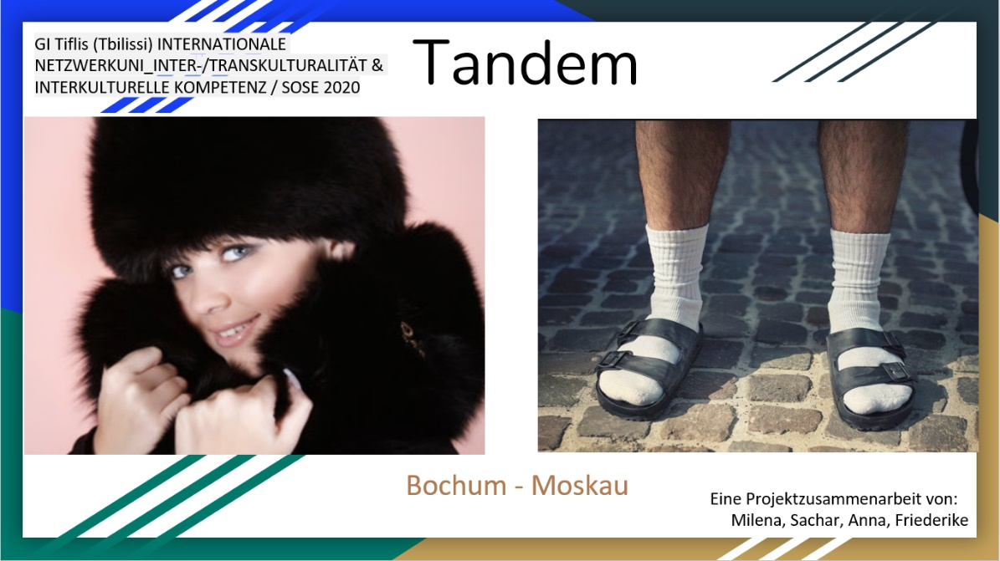 GI Tiflis (Tbilissi) INTERNATIONALE
NETZWERKUNI_INTER-/TRANSKULTURALITÄT &
INTERKULTURELLE KOMPETENZ / SOSE 2020
Tandem
Bochum - Moskau
Eine Projektzusammenarbeit von:
Milena, Sachar, Anna, Friederike